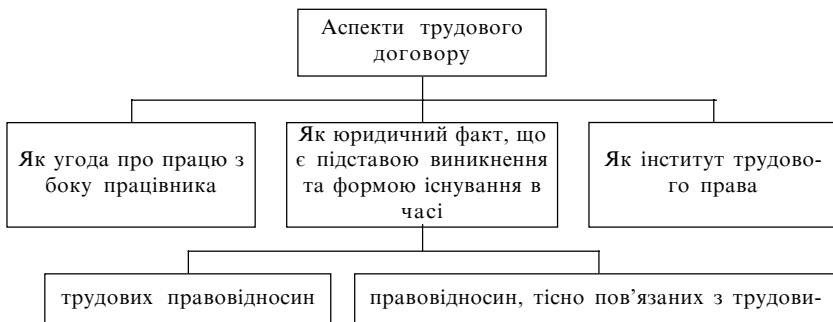 Аспекти трудового
договору
Як угода про працю з
боку працівника
Як юридичний факт, що
є підставою виникнення
та формою існування в
часі
Як інститут трудово-
го права
трудових правовідносин
правовідносин, тісно пов’язаних з трудови-